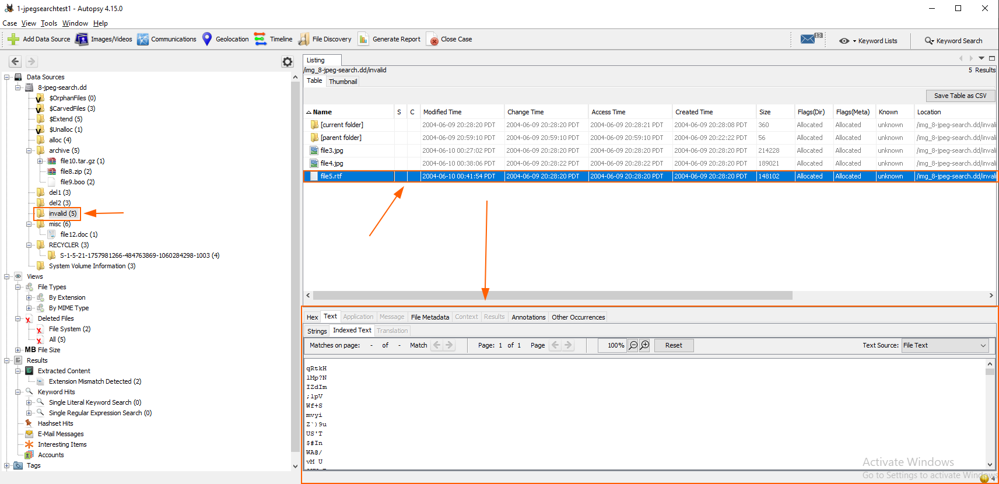 1-jpegsearchtest1 - Autopsy 4.15.0
Case View Tools Window Help
Add Data Source Images/Videos Communications Geolocation Timeline File Discovery Generate Report Close Case 13 Keyword Lists Keyword Search
Listing
/img_8-jpeg-search.dd/invalid 5 Results
Table Thumbnail
Save Table as CSV
Name S C Modified Time Change Time Access Time Created Time Size Flags(Dir) Flags(Meta) Known Location
[current folder] 2004-06-09 20:28:20 PDT 2004-06-09 20:28:20 PDT 2004-06-09 20:28:21 PDT 2004-06-09 20:28:08 PDT 360 Allocated Allocated unknown /img_8-jpeg-search.dd/invali
[parent folder] 2004-06-09 20:59:10 PDT 2004-06-09 20:59:10 PDT 2004-06-09 20:59:10 PDT 2004-06-09 20:22:22 PDT 56 Allocated Allocated unknown /img_8-jpeg-search.dd/invali
file3.jpg 2004-06-10 00:27:02 PDT 2004-06-09 20:28:20 PDT 2004-06-09 20:28:20 PDT 2004-06-09 20:28:20 PDT 214228 Allocated Allocated unknown /img_8-jpeg-search.dd/invali
file4.jpg 2004-06-10 00:38:06 PDT 2004-06-09 20:28:22 PDT 2004-06-09 20:28:22 PDT 2004-06-09 20:28:20 PDT 189021 Allocated Allocated unknown /img_8-jpeg-search.dd/invali
file5.rtf 2004-06-10 00:41:54 PDT 2004-06-09 20:28:20 PDT 2004-06-09 20:28:20 PDT 2004-06-09 20:28:20 PDT 148102 Allocated Allocated unknown /img_8-jpeg-search.dd/invali
Data Sources
8-jpeg-search.dd
$OrphanFiles (0)
$CarvedFiles (3)
$Extend (5)
$Unalloc (1)
alloc (4)
archive (5)
file10.tar.gz (1)
file8.zip (2)
file9.boo (2)
del1 (3)
del2 (3)
invalid (5)
misc (6)
file12.doc (1)
RECYCLER (3)
S-1-5-21-1757981266-484763869-1060284298-1003 (4)
System Volume Information (3)
Views
File Types
By Extension
By MIME Type
Deleted Files
File System (2)
All (5)
MB File Size
Results
Extracted Content
Extension Mismatch Detected (2)
Keyword Hits
Single Literal Keyword Search (0)
Single Regular Expression Search (0)
Hashset Hits
E-Mail Messages
Interesting Items
Accounts
Tags
Hex Text Application Message File Metadata Context Results Annotations Other Occurrences
Strings Indexed Text Translation
Matches on page: - of - Match Page: 1 of 1 Page 100% Reset Text Source: File Text
qRtkH
lMp?N
IZdIm
;lpV
Wf+S
mvyi
Z`)9u
US'T
$#In
WA@/
vM U
Activate Windows
Go to Settings to activate Windows
4